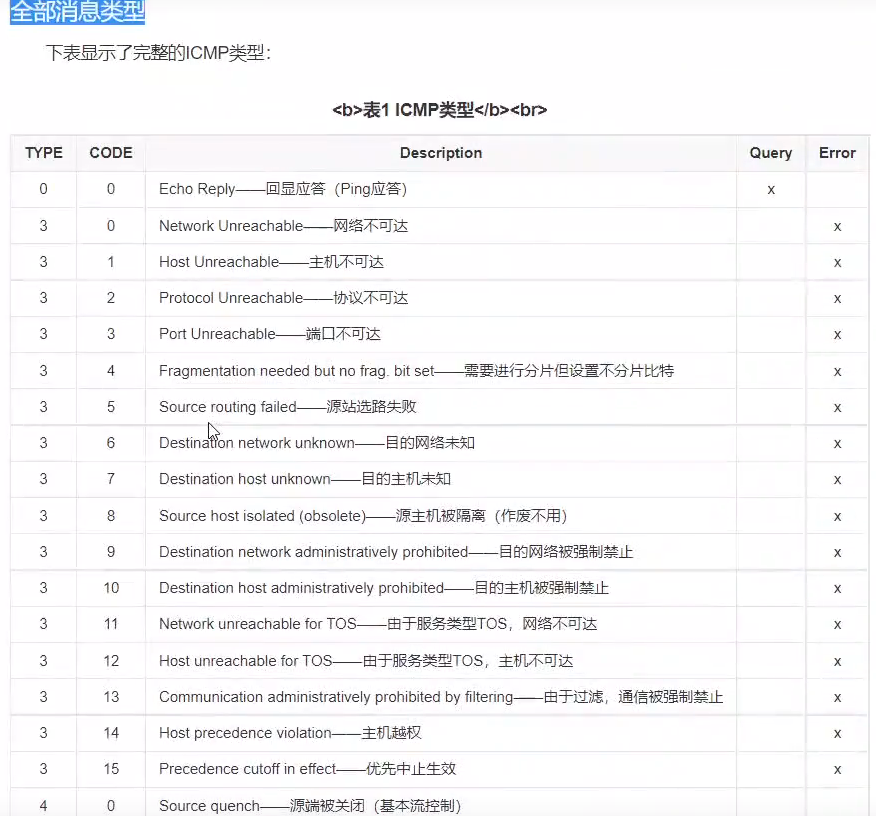 全部消息类型
下表显示了完整的ICMP类型：
<b>表1 ICMP类型</b><br>
TYPE CODE Description Query Error
0 0 Echo Reply——回显应答（Ping应答） x
3 0 Network Unreachable——网络不可达 x
3 1 Host Unreachable——主机不可达 x
3 2 Protocol Unreachable——协议不可达 x
3 3 Port Unreachable——端口不可达 x
3 4 Fragmentation needed but no frag. bit set——需要进行分片但设置不分片比特 x
3 5 Source routing failed——源站选路失败 x
3 6 Destination network unknown——目的网络未知 x
3 7 Destination host unknown——目的主机未知 x
3 8 Source host isolated (obsolete)——源主机被隔离（作废不用） x
3 9 Destination network administratively prohibited——目的网络被强制禁止 x
3 10 Destination host administratively prohibited——目的主机被强制禁止 x
3 11 Network unreachable for TOS——由于服务类型TOS，网络不可达 x
3 12 Host unreachable for TOS——由于服务类型TOS，主机不可达 x
3 13 Communication administratively prohibited by filtering——由于过滤，通信被强制禁止 x
3 14 Host precedence violation——主机越权 x
3 15 Precedence cutoff in effect——优先中止生效 x
4 0 Source quench——源端被关闭（基本流控制）